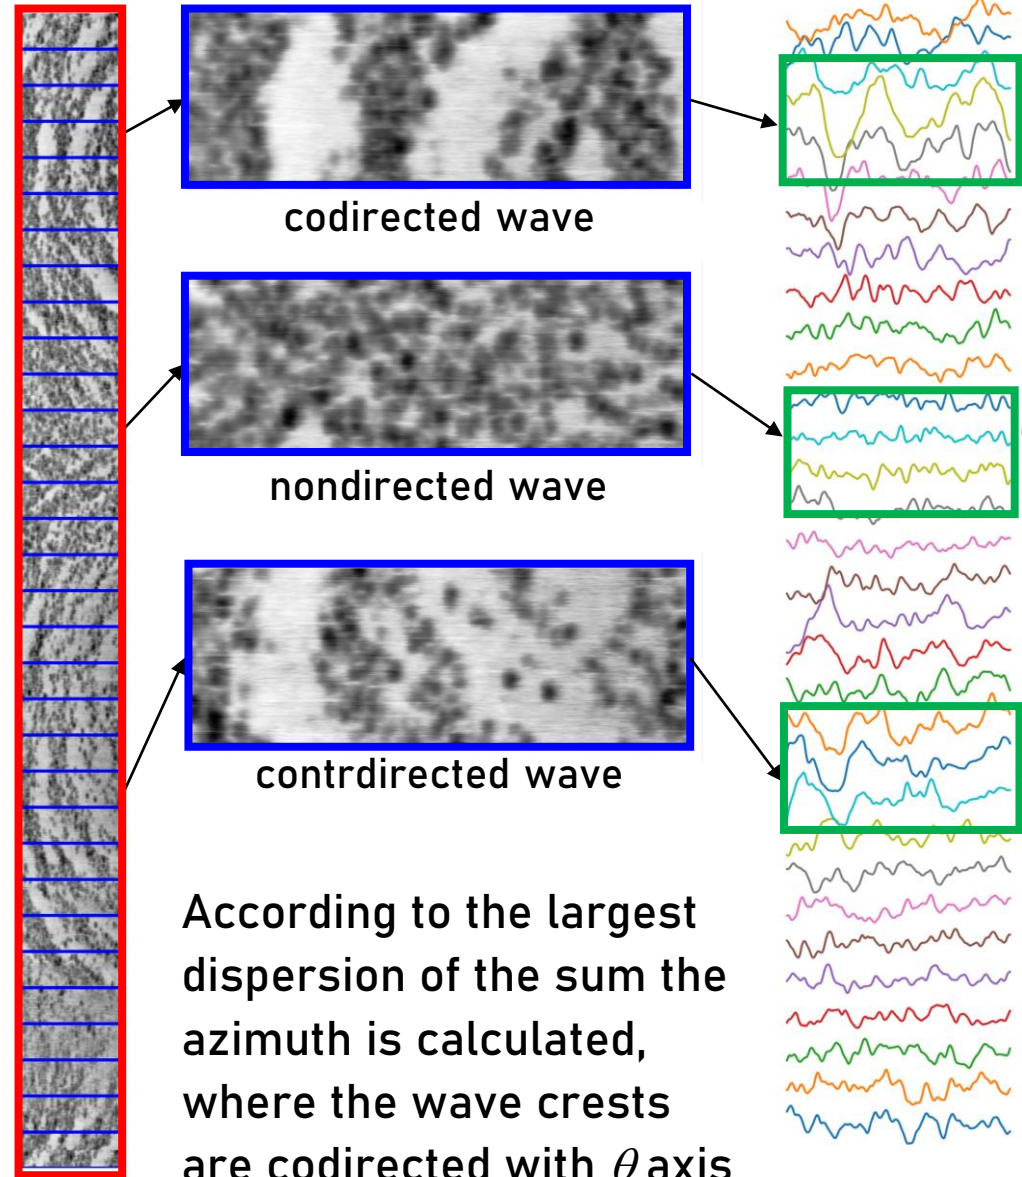 codirected wave
nondirected wave
contrdirected wave
According to the largest
dispersion of the sum the
azimuth is calculated,
where the wave crests
are codirected with θ axis